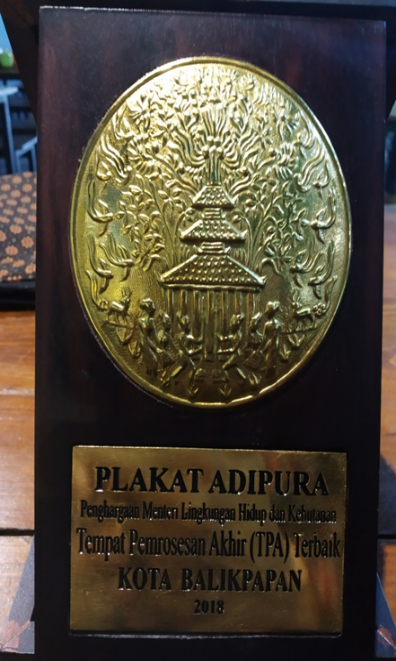 PLAKAT ADIPURA
Penghargaan Menteri Lingkungan Hidup dan Kehutanan
Tempat Pemrosesan Akhir (TPA) Terbaik
KOTA BALIKPAPAN
2018